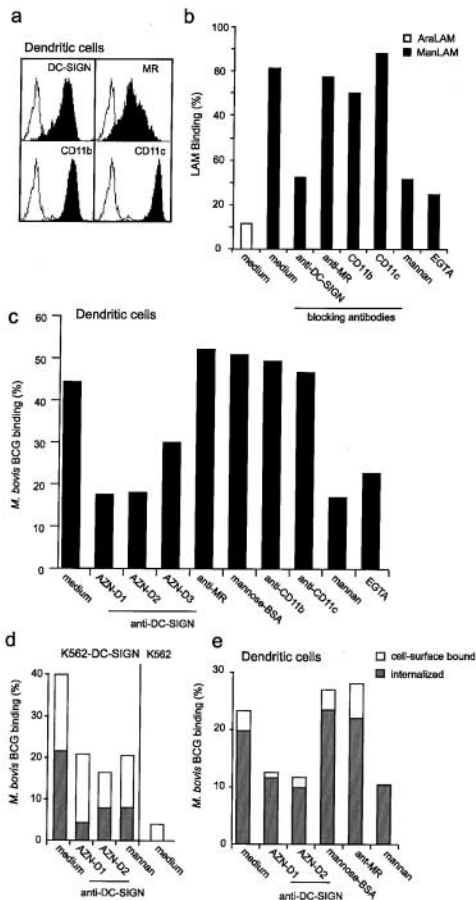 a
Dendritic cells
DC-SIGN
MR
CD11b
CD11c
b
AraLAM
ManLAM
LAM Binding (%)
100
80
60
40
20
0
medium
medium
anti-DC-SIGN
anti-MR
CD11b
CD11c
mannan
EGTA
blocking antibodies
c
Dendritic cells
M. bovis BCG binding (%)
60
50
40
30
20
10
0
medium
AZN-D1
AZN-D2
AZN-D3
anti-MR
mannose-BSA
anti-CD11b
anti-CD11c
mannan
EGTA
anti-DC-SIGN
d
K562-DC-SIGN
K562
M. bovis BCG binding (%)
40
30
20
10
0
medium
AZN-D1
AZN-D2
mannan
medium
anti-DC-SIGN
e
Dendritic cells
cell-surface bound
internalized
M. bovis BCG binding (%)
30
20
10
0
medium
AZN-D1
AZN-D2
mannose-BSA
ant-MR
mannan
anti-DC-SIGN